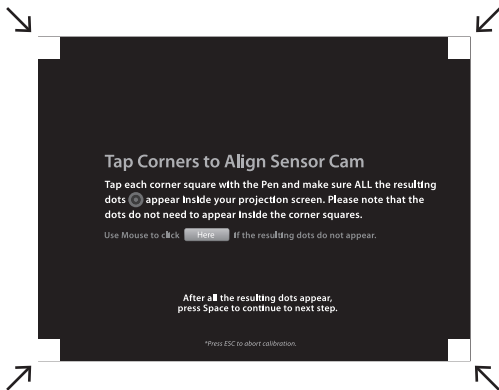 Tap Corners to Align Sensor Cam
Tap each corner square with the Pen and make sure ALL the resulting
dots appear Inside your projection screen. Please note that the
dots do not need to appear Inside the corner squares.
Use Mouse to click Here If the resulting dots do not appear.
After all the resulting dots appear,
press Space to continue to next step.
*Press ESC to abort calibration.